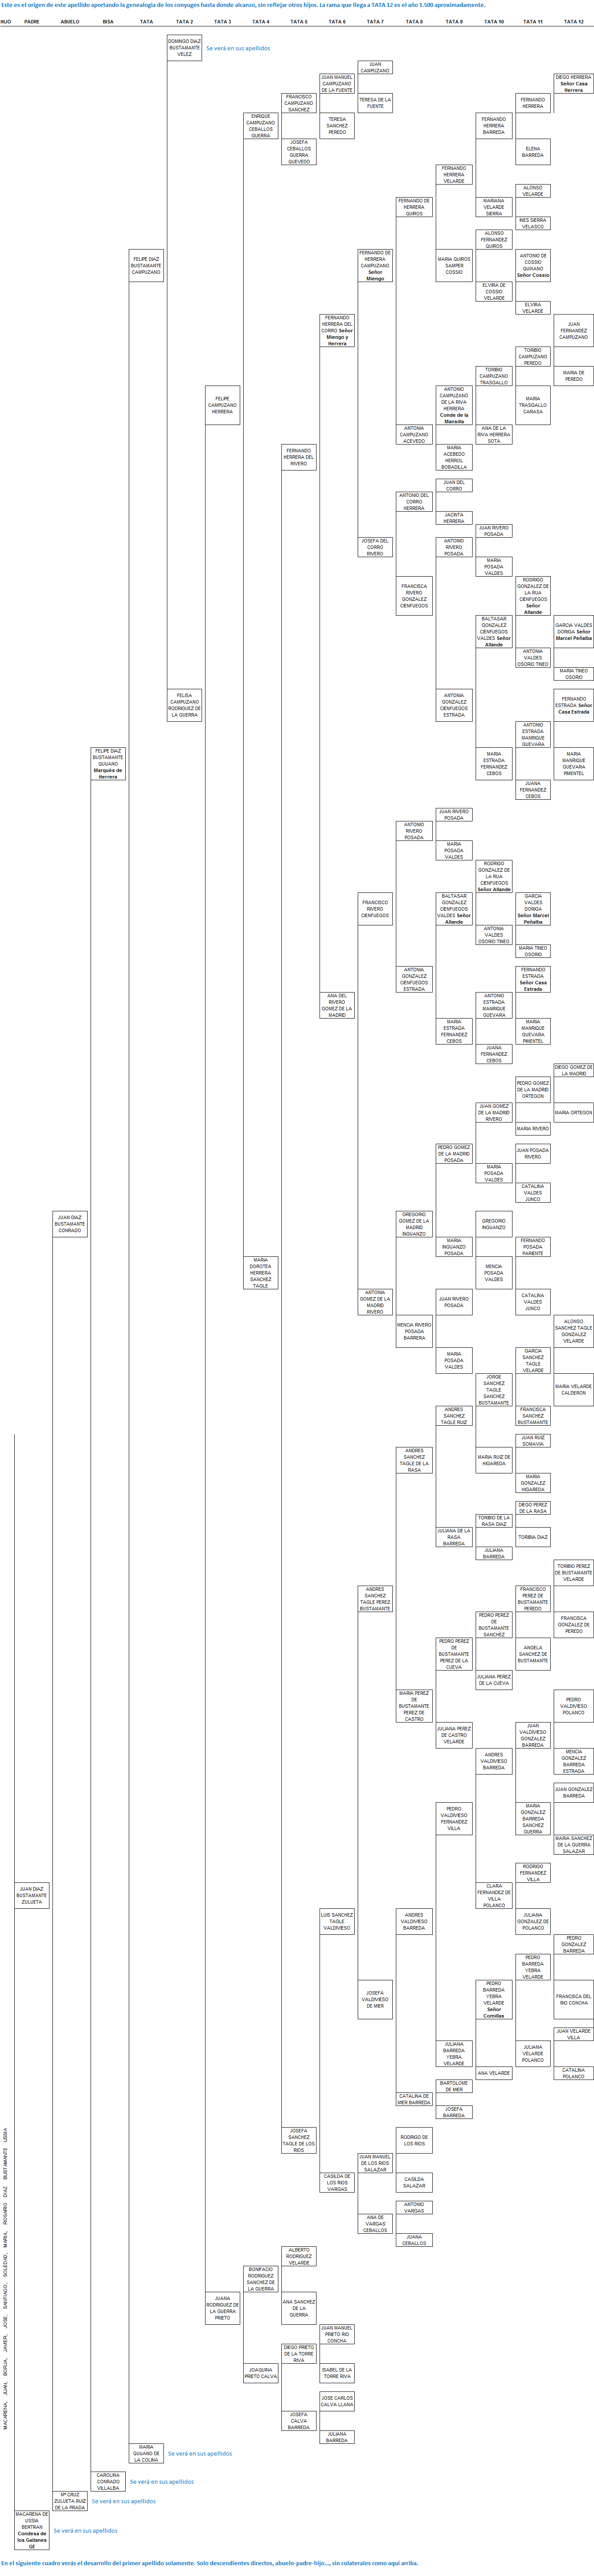 Este es el origen de este apellido aportando la genealogia de los conyuges hasta donde alcanzo, sin reflejar otros hijos. La rama que llega a TATA 12 es el año 1.500 aproximadamente.
HIJO PADRE ABUELO BISA TATA TATA 2 TATA 3 TATA 4 TATA 5 TATA 6 TATA 7 TATA 8 TATA 9 TATA 10 TATA 11 TATA 12
DOMINGO DIAZ
BUSTAMANTE
VELEZ
Se verá en sus apellidos
JUAN
CAMPUZANO
JUAN MANUEL
CAMPUZANO
DE LA FUENTE
DIEGO HERRERA
Señor Casa
Herrera
FRANCISCO
CAMPUZANO
SANCHEZ
TERESA DE LA
FUENTE
FERNANDO
HERRERA
ENRIQUE
CAMPUZANO
CEBALLOS
GUERRA
TERESA
SANCHEZ
PEREDO
FERNANDO
HERRERA
BARREDA
JOSEFA
CEBALLOS
GUERRA
QUEVEDO
ELENA
BARREDA
FERNANDO
HERRERA
VELARDE
ALONSO
VELARDE
FERNANDO DE
HERRERA
QUIROS
MARIANA
VELARDE
SIERRA
INES SIERRA
VELASCO
ALONSO
FERNANDEZ
QUIROS
FELIPE DIAZ
BUSTAMANTE
CAMPUZANO
FERNANDO DE
HERRERA
CAMPUZANO
Señor
Miengo
MARIA QUIROS
SAMPER
COSSIO
ANTONIO DE
COSSIO
QUIXANO
Señor Cossio
ELVIRA DE
COSSIO
VELARDE
ELVIRA
VELARDE
FERNANDO
HERRERA DEL
CORRO Señor
Miengo y
Herrera
JUAN
FERNANDEZ
CAMPUZANO
TORIBIO
CAMPUZANO
PEREDO
TORIBIO
CAMPUZANO
TRASGALLO
MARIA DE
PEREDO
FELIPE
CAMPUZANO
HERRERA
ANTONIO
CAMPUZANO
DE LA RIVA
HERRERA
Conde de la
Mansilla
MARIA
TRASGALLO
CARASA
ANTONIA
CAMPUZANO
ACEVEDO
ANA DE LA
RIVA HERRERA
SOTA
FERNANDO
HERRERA DEL
RIVERO
MARIA
ACEBEDO
HERROL
BOBADILLA
JUAN DEL
CORRO
ANTONIO DEL
CORRO
HERRERA
JACINTA
HERRERA
JUAN RIVERO
POSADA
JOSEFA DEL
CORRO
RIVERO
ANTONIO
RIVERO
POSADA
MARIA
POSADA
VALDES
FRANCISCA
RIVERO
GONZALEZ
CIENFUEGOS
RODRIGO
GONZALEZ DE
LA RUA
CIENFUEGOS
Señor
Allande
BALTASAR
GONZALEZ
CIENFUEGOS
VALDES Señor
Allande
GARCIA VALDES
DORIGA Señor
Marcel Peñalba
ANTONIA
VALDES
OSORIO TINEO
MARIA TINEO
OSORIO
FELISA
CAMPUZANO
RODRIGUEZ DE
LA GUERRA
ANTONIA
GONZALEZ
CIENFUEGOS
ESTRADA
FERNANDO
ESTRADA Señor
Casa Estrada
ANTONIO
ESTRADA
MANRIQUE
GUEVARA
FELIPE DIAZ
BUSTAMANTE
QUIJANO
Marqués de
Herrera
MARIA
ESTRADA
FERNANDEZ
CEBOS
MARIA
MANRIQUE
GUEVARA
PIMENTEL
JUANA
FERNANDEZ
CEBOS
JUAN RIVERO
POSADA
ANTONIO
RIVERO
POSADA
MARIA
POSADA
VALDES
RODRIGO
GONZALEZ DE
LA RUA
CIENFUEGOS
Señor Allande
FRANCISCO
RIVERO
CIENFUEGOS
BALTASAR
GONZALEZ
CIENFUEGOS
VALDES Señor
Allande
GARCIA
VALDES
DORIGA
Señor Marcel
Peñalba
ANTONIA
VALDES
OSORIO TINEO
MARIA TINEO
OSORIO
ANTONIA
GONZALEZ
CIENFUEGOS
ESTRADA
FERNANDO
ESTRADA
Señor Casa
Estrada
ANA DEL
RIVERO
GOMEZ DE LA
MADRID
ANTONIO
ESTRADA
MANRIQUE
GUEVARA
MARIA
ESTRADA
FERNANDEZ
CEBOS
MARIA
MANRIQUE
GUEVARA
PIMENTEL
JUANA
FERNANDEZ
CEBOS
DIEGO GOMEZ DE
LA MADRID
PEDRO GOMEZ
DE LA MADRID
ORTEGON
JUAN GOMEZ
DE LA MADRID
RIVERO
MARIA ORTEGON
MARIA RIVERO
PEDRO GOMEZ
DE LA MADRID
POSADA
JUAN POSADA
RIVERO
MARIA
POSADA
VALDES
CATALINA
VALDES
JUNCO
JUAN DIAZ
BUSTAMANTE
CONRADO
GREGORIO
GOMEZ DE LA
MADRID
INGUANZO
GREGORIO
INGUANZO
MARIA
INGUANZO
POSADA
FERNANDO
POSADA
PARIENTE
MARIA
DOROTEA
HERRERA
SANCHEZ
TAGLE
MENCIA
POSADA
VALDES
ANTONIA
GOMEZ DE LA
MADRID
RIVERO
JUAN RIVERO
POSADA
CATALINA
VALDES
JUNCO
MENCIA RIVERO
POSADA
BARRERA
ALONSO
SANCHEZ TAGLE
GONZALEZ
VELARDE
MARIA
POSADA
VALDES
GARCIA
SANCHEZ
TAGLE
VELARDE
JORGE
SANCHEZ
TAGLE
SANCHEZ
BUSTAMANTE
MARIA VELARDE
CALDERON
ANDRES
SANCHEZ
TAGLE RUIZ
FRANCISCA
SANCHEZ
BUSTAMANTE
JUAN RUIZ
SOMAVIA
ANDRES
SANCHEZ
TAGLE DE LA
RASA
MARIA RUIZ DE
HIGAREDA
MARIA
GONZALEZ
HIGAREDA
DIEGO PEREZ
DE LA RASA
TORIBIO DE LA
RASA DIAZ
JULIANA DE LA
RASA
BARREDA
TORIBIA DIAZ
JULIANA
BARREDA
TORIBIO PEREZ
DE BUSTAMANTE
VELARDE
ANDRES
SANCHEZ
TAGLE PEREZ
BUSTAMANTE
FRANCISCO
PEREZ DE
BUSTAMANTE
PEREDO
PEDRO PEREZ
DE
BUSTAMANTE
SANCHEZ
FRANCISCA
GONZALEZ DE
PEREDO
PEDRO PEREZ
DE
BUSTAMANTE
PEREZ DE LA
CUEVA
ANGELA
SANCHEZ DE
BUSTAMANTE
JULIANA PEREZ
DE LA CUEVA
MARIA PEREZ
DE
BUSTAMANTE
PEREZ DE
CASTRO
PEDRO
VALDIVIESO
POLANCO
JULIANA PEREZ
DE CASTRO
VELARDE
JUAN
VALDIVIESO
GONZALEZ
BARREDA
ANDRES
VALDIVIESO
BARREDA
MENCIA
GONZALEZ
BARREDA
ESTRADA
JUAN GONZALEZ
BARREDA
PEDRO
VALDIVIESO
FERNANDEZ
VILLA
MARIA
GONZALEZ
BARREDA
SANCHEZ
GUERRA
MARIA SANCHEZ
DE LA GUERRA
SALAZAR
RODRIGO
FERNANDEZ
VILLA
JUAN DIAZ
BUSTAMANTE
ZULUETA
CLARA
FERNANDEZ DE
VILLA
POLANCO
LUIS SANCHEZ
TAGLE
VALDIVIESO
ANDRES
VALDIVIESO
BARREDA
JULIANA
GONZALEZ DE
POLANCO
PEDRO
GONZALEZ
BARREDA
PEDRO
BARREDA
YEBRA
VELARDE
JOSEFA
VALDIVIESO
DE MIER
PEDRO
BARREDA
YEBRA
VELARDE
Señor
Comillas
FRANCISCA DEL
RIO CONCHA
JUAN VELARDE
VILLA
JULIANA
BARREDA
YEBRA
VELARDE
JULIANA
VELARDE
POLANCO
ANA VELARDE
CATALINA
POLANCO
BARTOLOME
DE MIER
CATALINA DE
MIER BARREDA
JOSEFA
BARREDA
JOSEFA
SANCHEZ
TAGLE DE LOS
RIOS
RODRIGO DE
LOS RIOS
JUAN MANUEL
DE LOS RIOS
SALAZAR
CASILDA DE
LOS RIOS
VARGAS
CASILDA
SALAZAR
ANTONIO
VARGAS
ANA DE
VARGAS
CEBALLOS
JUANA
CEBALLOS
ALBERTO
RODRIGUEZ
VELARDE
BONIFACIO
RODRIGUEZ
SANCHEZ DE
LA GUERRA
JUANA
RODRIGUEZ DE
LA GUERRA
PRIETO
ANA SANCHEZ
DE LA
GUERRA
JUAN MANUEL
PRIETO RIO
CONCHA
DIEGO PRIETO
DE LA TORRE
RIVA
JOAQUINA
PRIETO CALVA
ISABEL DE LA
TORRE RIVA
JOSE CARLOS
CALVA LLANA
JOSEFA
CALVA
BARREDA
JULIANA
BARREDA
MACARENA, JUAN, BORJA, JAVIER, JOSE, SANTIAGO, SOLEDAD, MARIA, ROSARIO DIAZ BUSTAMANTE USSIA
MARIA
QUIJANO DE
LA COLINA
Se verá en sus apellidos
CAROLINA
CONRADO
VILLALBA
Se verá en sus apellidos
Mª CRUZ
ZULUETA RUIZ
DE LA PRADA
Se verá en sus apellidos
MACARENA DE
USSIA
BERTRAN
Condesa de
los Gaitanes
GE
Se verá en sus apellidos
En el siguiente cuadro verás el desarrollo del primer apellido solamente. Solo descendientes directos, abuelo-padre-hijo..., sin colaterales como aquí arriba.